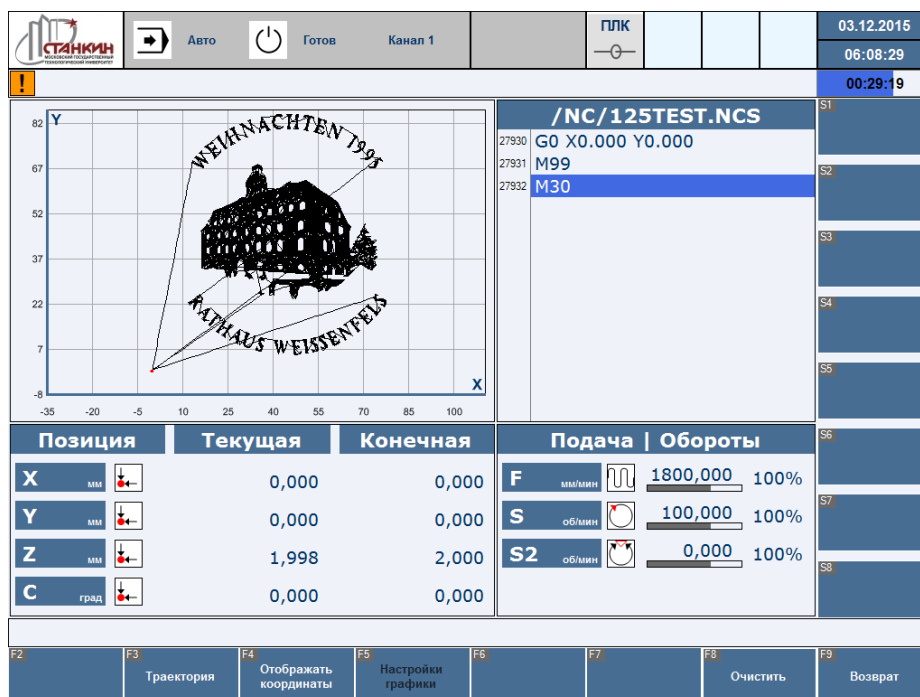 СТАНКИН
МОСКОВСКИЙ ГОСУДАРСТВЕННЫЙ
ТЕХНОЛОГИЧЕСКИЙ УНИВЕРСИТЕТ
Авто
Готов
Канал 1
ПЛК
03.12.2015
06:08:29
!
00:29:19
Y
82
67
52
37
22
7
-8
-35 -20 -5 10 25 40 55 70 85 100
X
WEIHNACHTEN 1995
RATHAUS WEISSENFELS
/NC/125TEST.NCS
27930 G0 X0.000 Y0.000
27931 M99
27932 M30
S1
S2
S3
S4
S5
S6
S7
S8
Позиция Текущая Конечная
X мм 0,000 0,000
Y мм 0,000 0,000
Z мм 1,998 2,000
C град 0,000 0,000
Подача | Обороты
F мм/мин 1800,000 100%
S об/мин 100,000 100%
S2 об/мин 0,000 100%
F2
F3 Траектория
F4 Отображать
координаты
F5 Настройки
графики
F6
F7
F8 Очистить
F9 Возврат